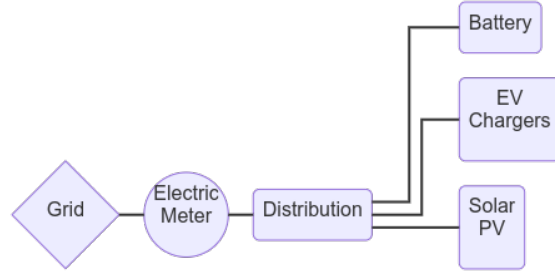 Battery
EV
Chargers
Grid
Electric
Meter
Distribution
Solar
PV